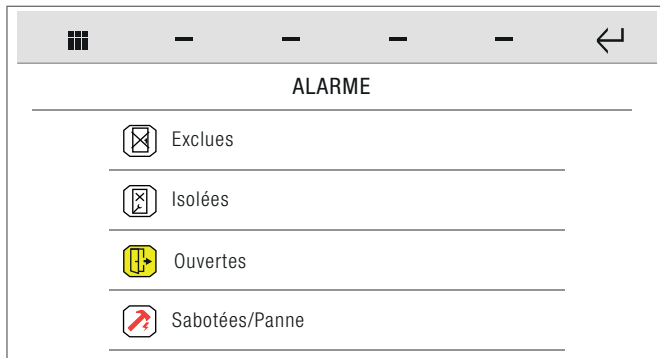 ALARME
Exclues
Isolées
Ouvertes
Sabotées/Panne